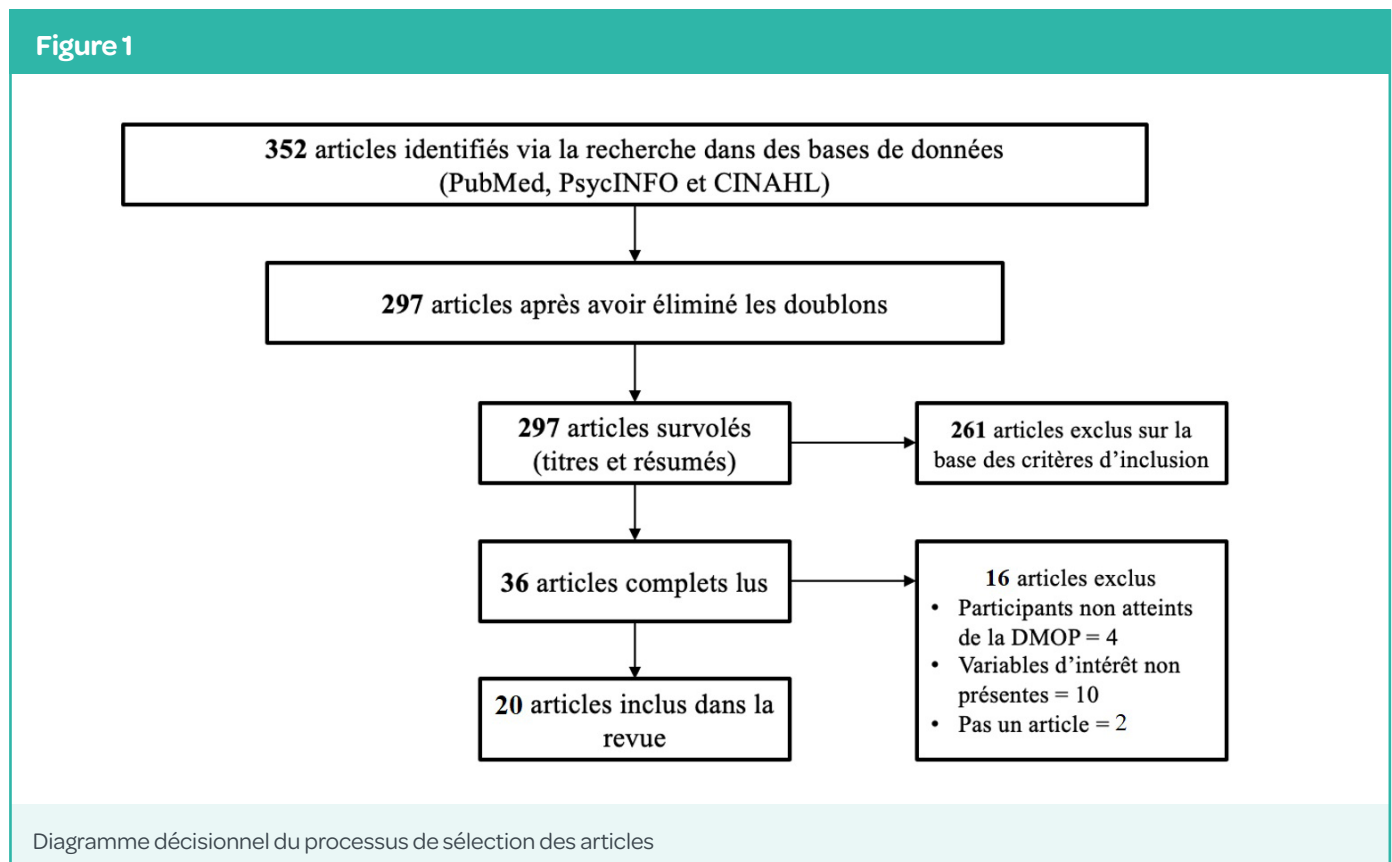 Figure 1
352 articles identifiés via la recherche dans des bases de données
(PubMed, PsycINFO et CINAHL)
297 articles après avoir éliminé les doublons
297 articles survolés
(titres et résumés)
261 articles exclus sur la
base des critères d'inclusion
36 articles complets lus
16 articles exclus
• Participants non atteints
de la DMOP = 4
• Variables d'intérêt non
présentes = 10
• Pas un article = 2
20 articles inclus dans la
revue
Diagramme décisionnel du processus de sélection des articles